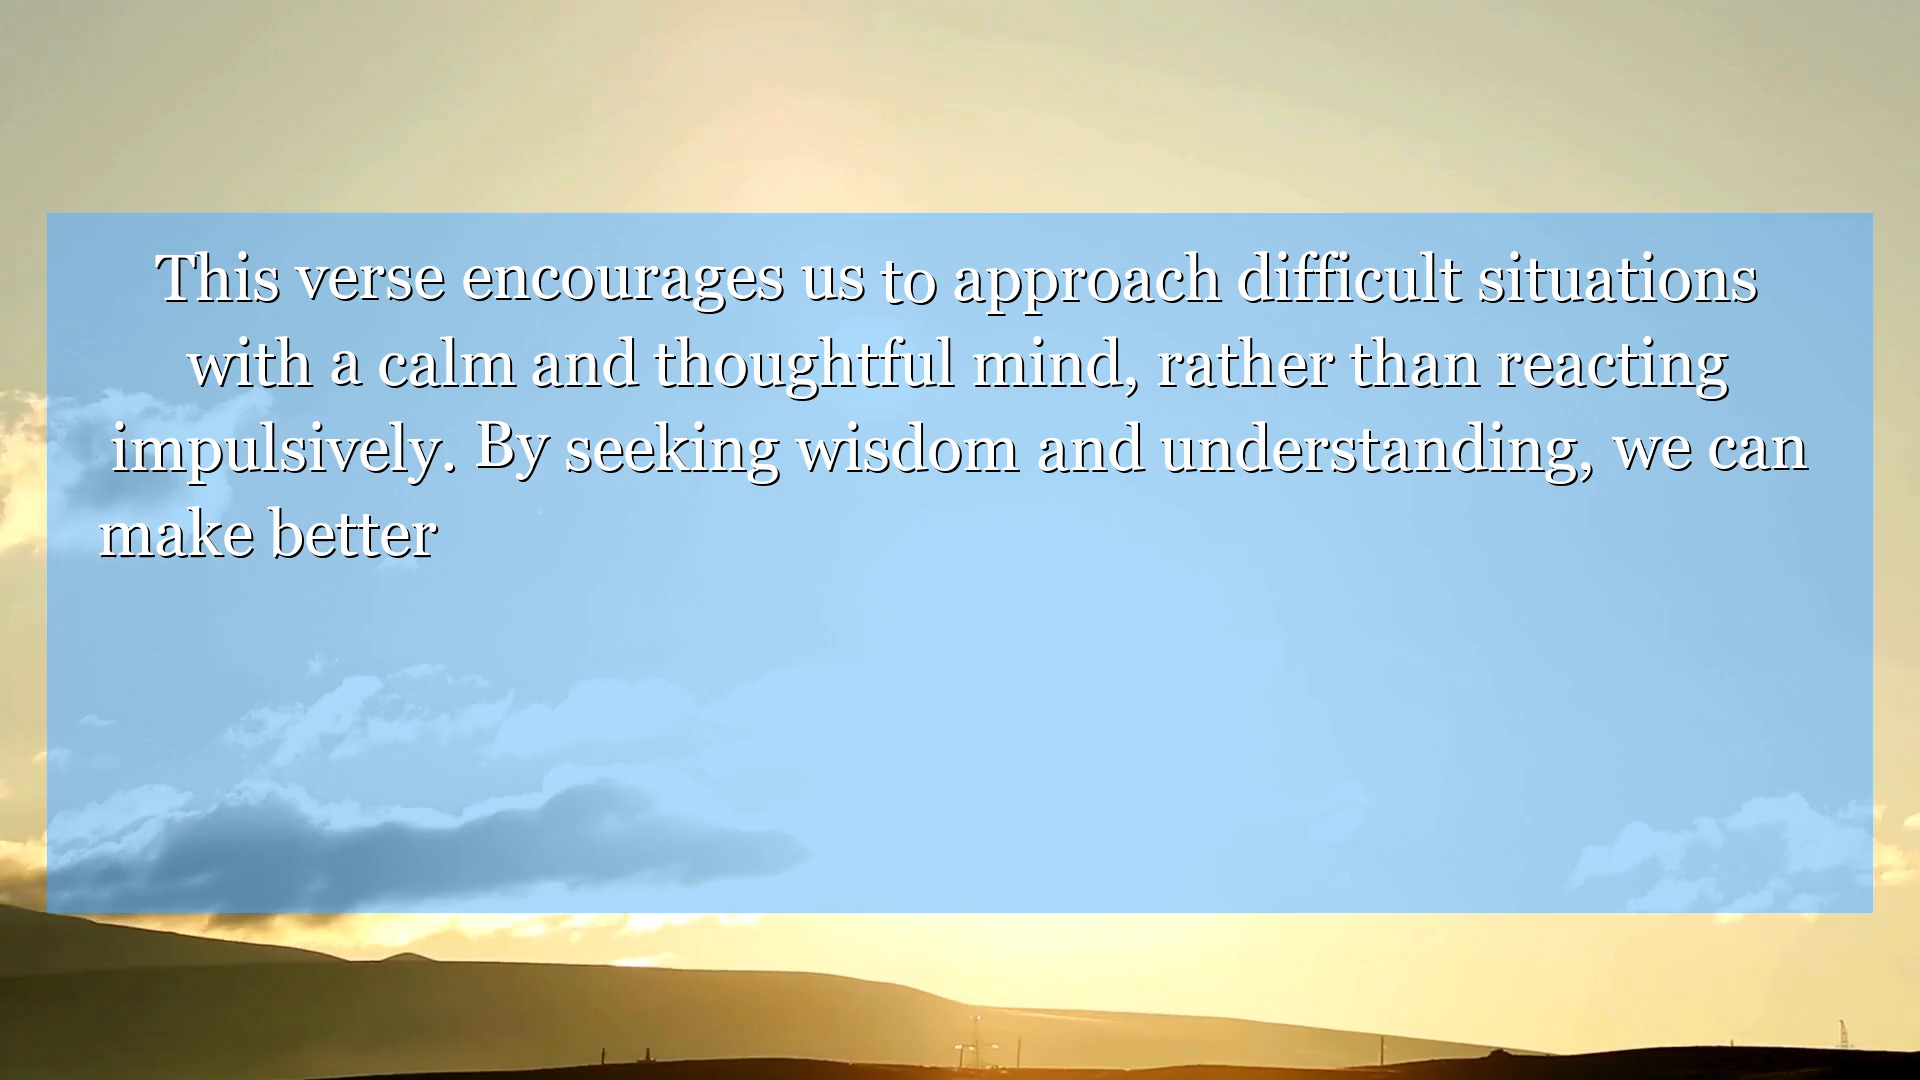 This verse encourages us to approach difficult situations
with a calm and thoughtful mind, rather than reacting
impulsively. By seeking wisdom and understanding, we can
make better